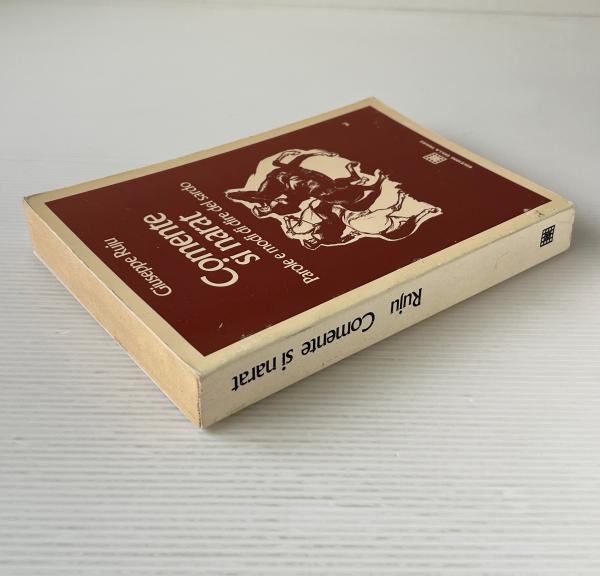 Giuseppe Ruju
Comente
si narat
Parole e modi di dire del sardo
Ruju Comente si narat